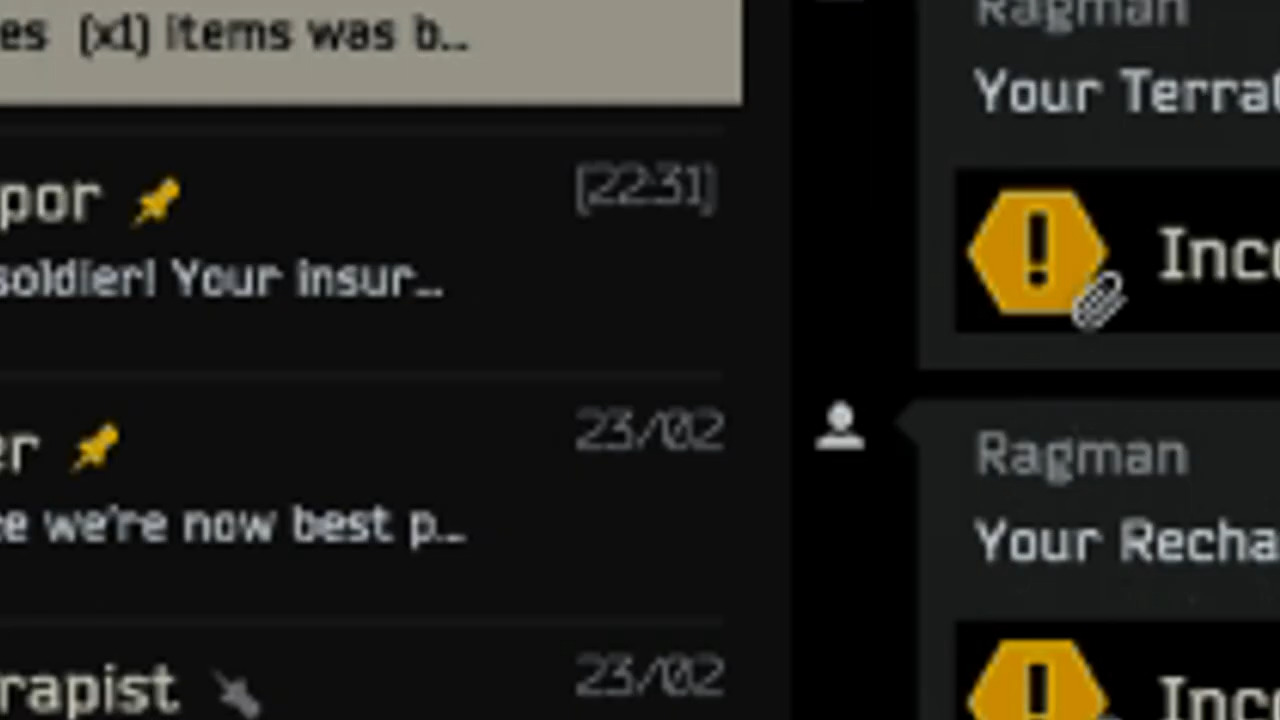 es (x1) items was b...
por
[22:31]
soldier! Your insur...
er
23/02
we're now best p...
rapist
23/02
Ragman
Your Terra
Inc
Ragman
Your Recha
Inc